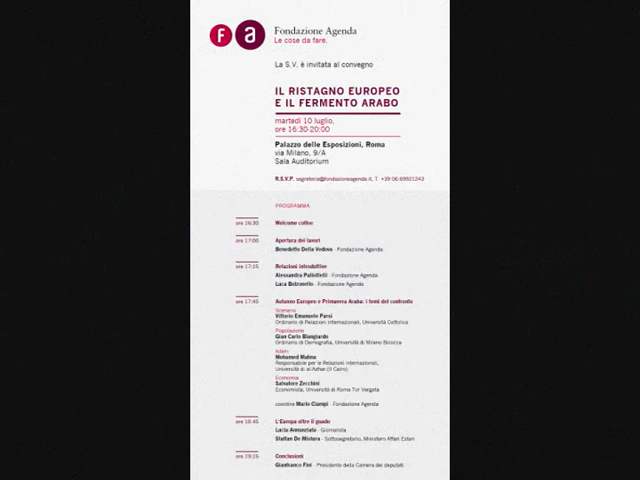 f a Fondazione Agenda
Le cose da fare.
La S.V. è invitata al convegno
IL RISTAGNO EUROPEO
E IL FERMENTO ARABO
martedì 10 luglio,
ore 16:30-20:00
Palazzo delle Esposizioni, Roma
via Milano, 9/A
Sala Auditorium
R.S.V.P. segreteria@fondazioneagenda.it, T. +39 06 69921243
PROGRAMMA
ore 16:30 Welcome coffee
ore 17:00 Apertura dei lavori
Benedetto Della Vedova - Fondazione Agenda
ore 17:15 Relazioni introduttive
Alessandra - Fondazione Agenda
Luca Bolzonello - Fondazione Agenda
ore 17:45 Autunno Europeo e Primavera Araba: i temi del confronto
Scenario
Vittorio Emanuele Parsi
Ordinario di Relazioni internazionali, Università Cattolica
Popolazione
Gian Carlo Blangiardo
Ordinario di Demografia, Università di Milano Bicocca
Islam
Mohamed
Responsabile per le Relazioni internazionali,
Università di al-Azhar (Il Cairo)
Economia
Salvatore Zecchini
Economista, Università di Roma Tor Vergata
coordina Mario Ciampi - Fondazione Agenda
ore 18:45 L'Europa oltre il guado
Lucia Annunziata - Giornalista
Staffan De Mistura - Sottosegretario, Ministero Affari Esteri
ore 19:15 Conclusioni
Gianfranco Fini - Presidente della Camera dei deputati